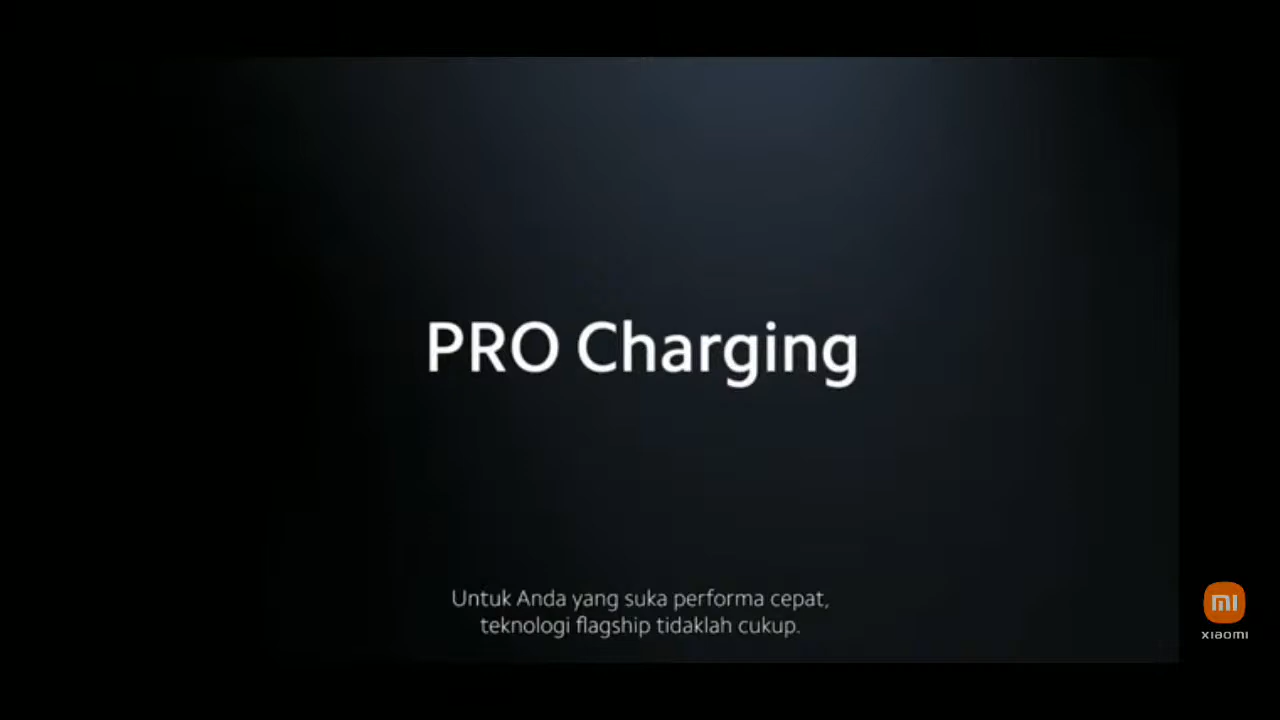 PRO Charging
Untuk Anda yang suka performa cepat,
teknologi flagship tidaklah cukup.
mi
xiaomi